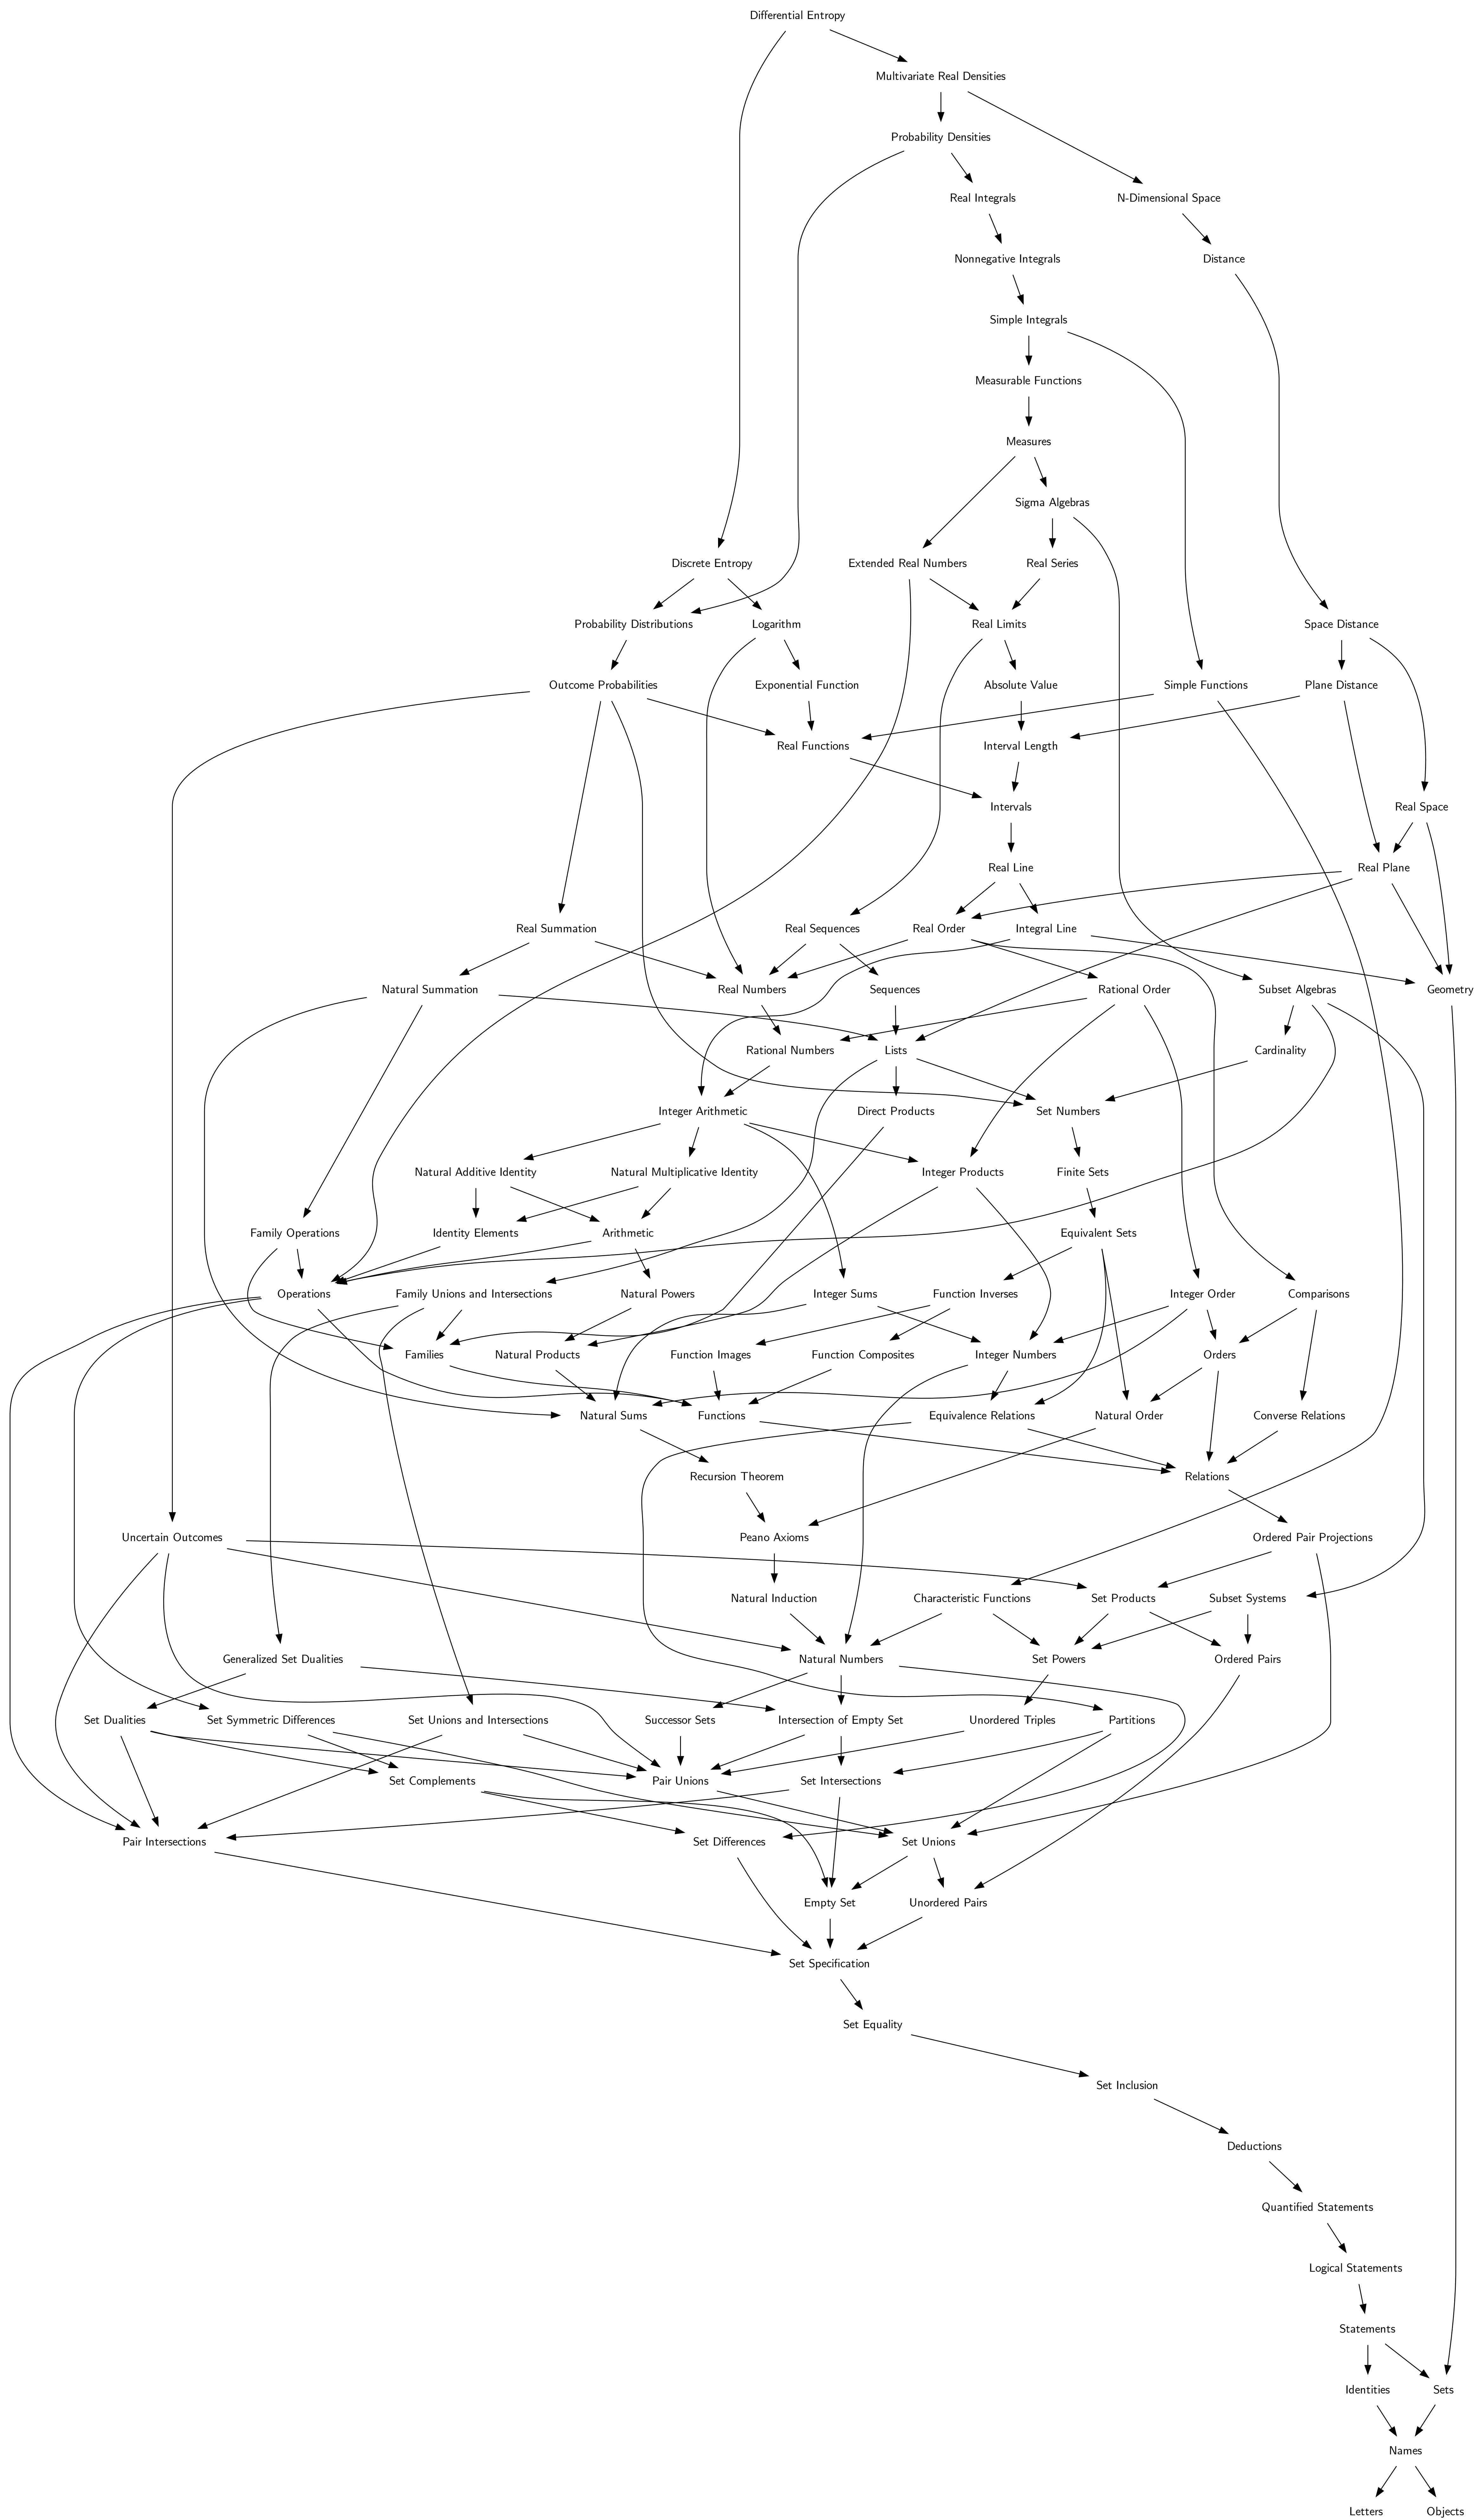 Differential Entropy
Multivariate Real Densities
Probability Densities
Real Integrals
N-Dimensional Space
Nonnegative Integrals
Distance
Simple Integrals
Measurable Functions
Measures
Sigma Algebras
Discrete Entropy
Extended Real Numbers
Real Series
Probability Distributions
Logarithm
Real Limits
Space Distance
Outcome Probabilities
Exponential Function
Absolute Value
Simple Functions
Plane Distance
Real Functions
Interval Length
Intervals
Real Space
Real Line
Real Plane
Real Summation
Real Sequences
Real Order
Integral Line
Natural Summation
Real Numbers
Sequences
Rational Order
Subset Algebras
Geometry
Rational Numbers
Lists
Cardinality
Integer Arithmetic
Direct Products
Set Numbers
Natural Additive Identity
Natural Multiplicative Identity
Integer Products
Finite Sets
Family Operations
Identity Elements
Arithmetic
Equivalent Sets
Operations
Family Unions and Intersections
Natural Powers
Integer Sums
Function Inverses
Integer Order
Comparisons
Families
Natural Products
Function Images
Function Composites
Integer Numbers
Orders
Natural Sums
Functions
Equivalence Relations
Natural Order
Converse Relations
Recursion Theorem
Relations
Uncertain Outcomes
Peano Axioms
Ordered Pair Projections
Natural Induction
Characteristic Functions
Set Products
Subset Systems
Generalized Set Dualities
Natural Numbers
Set Powers
Ordered Pairs
Set Dualities
Set Symmetric Differences
Set Unions and Intersections
Successor Sets
Intersection of Empty Set
Unordered Triples
Partitions
Set Complements
Pair Unions
Set Intersections
Pair Intersections
Set Differences
Set Unions
Empty Set
Unordered Pairs
Set Specification
Set Equality
Set Inclusion
Deductions
Quantified Statements
Logical Statements
Statements
Identities
Sets
Names
Letters
Objects